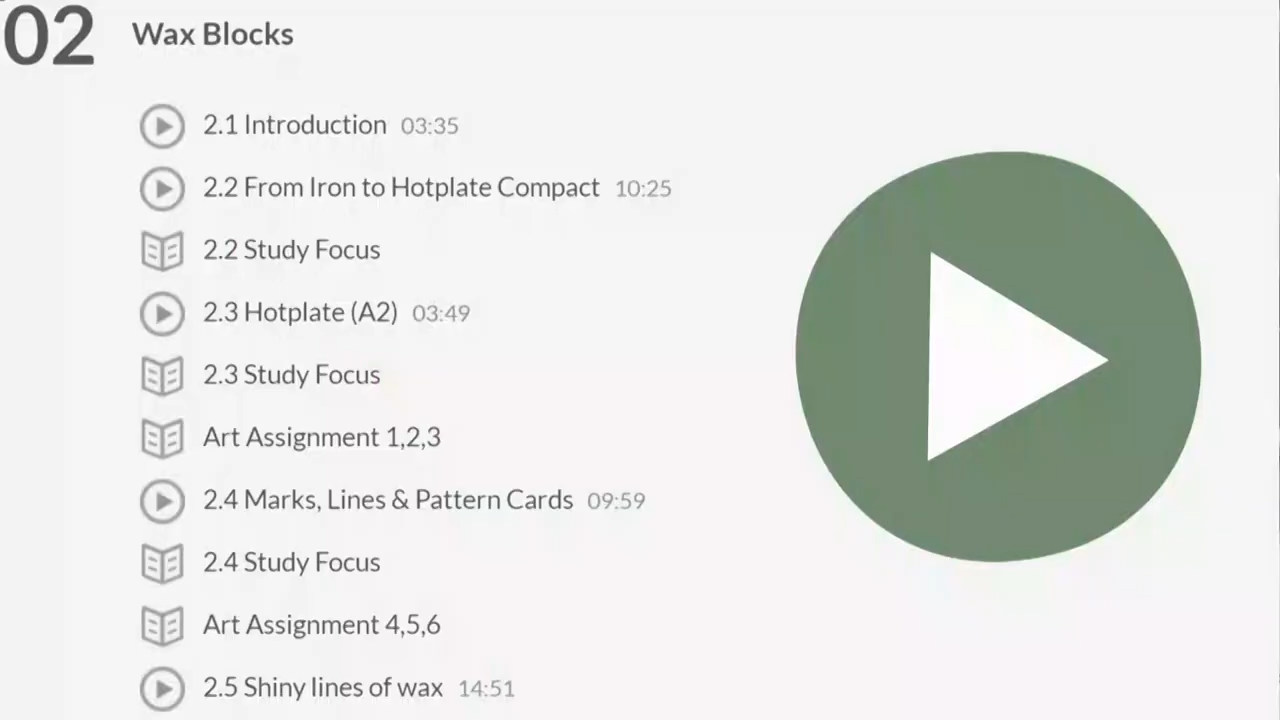 02 Wax Blocks
2.1 Introduction 03:35
2.2 From Iron to Hotplate Compact 10:25
2.2 Study Focus
2.3 Hotplate (A2) 03:49
2.3 Study Focus
Art Assignment 1,2,3
2.4 Marks, Lines & Pattern Cards 09:59
2.4 Study Focus
Art Assignment 4,5,6
2.5 Shiny lines of wax 14:51